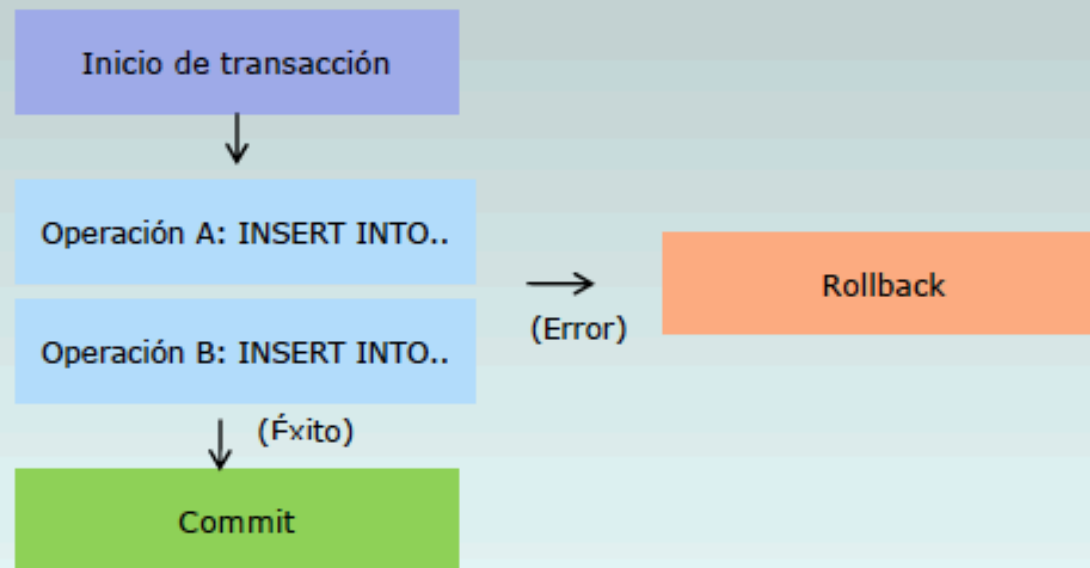 Inicio de transacción
Operación A: INSERT INTO..
Operación B: INSERT INTO..
(Error)
Rollback
(Éxito)
Commit